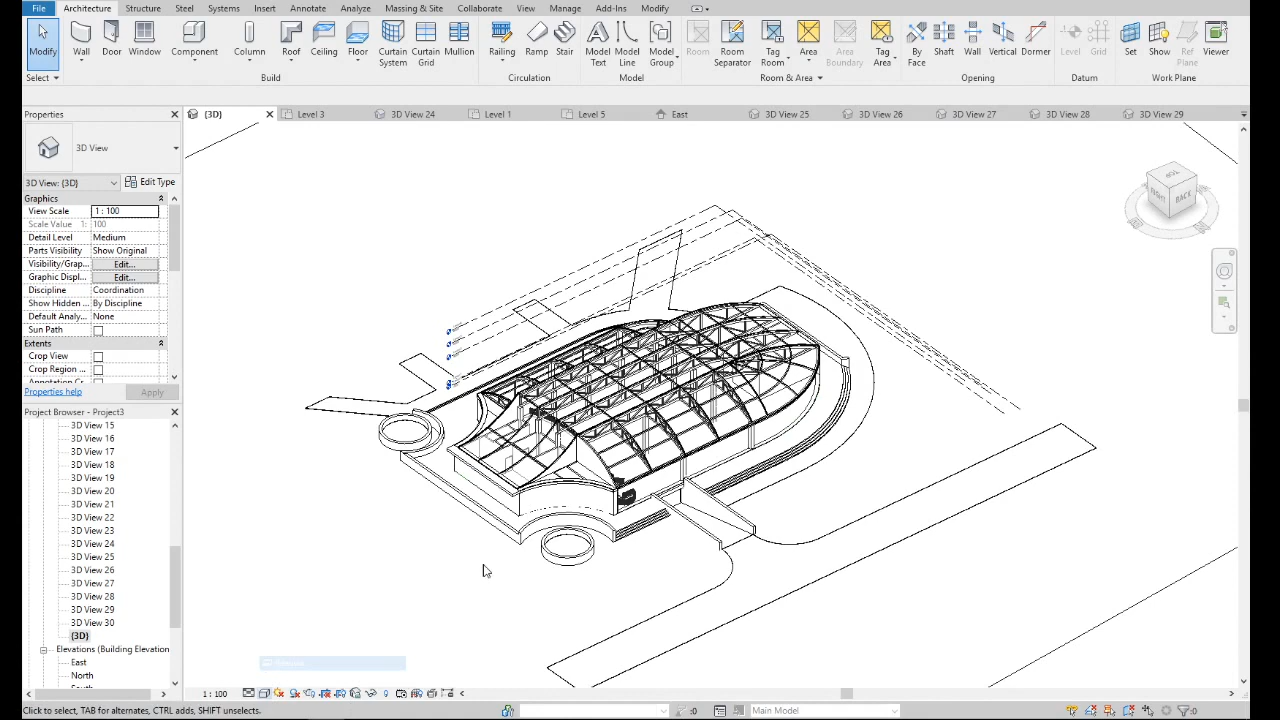 File Architecture Structure Steel Systems Insert Annotate Analyze Massing & Site Collaborate View Manage Add-Ins Modify
Modify Wall Door Window Component Column Roof Ceiling Floor Curtain System Curtain Grid Mullion Railing Ramp Stair Model Text Model Line Model Group Room Room Separator Tag Room Area Area Boundary Tag Area By Face Shaft Wall Vertical Dormer Level Grid Set Show Ref Plane Viewer
Select Build Circulation Model Room & Area Opening Datum Work Plane
Properties
{3D} Level 3 3D View 24 Level 1 Level 5 East 3D View 25 3D View 26 3D View 27 3D View 28 3D View 29
3D View
3D View: {3D} Edit Type
Graphics
View Scale 1 : 100
Scale Value 1: 100
Detail Level Medium
Parts Visibility Show Original
Visibility/Grap... Edit...
Graphic Displ... Edit...
Discipline Coordination
Show Hidden ... By Discipline
Default Analy... None
Sun Path
Extents
Crop View
Crop Region ...
Annotation Cr
Properties help Apply
Project Browser - Project3
3D View 15
3D View 16
3D View 17
3D View 18
3D View 19
3D View 20
3D View 21
3D View 22
3D View 23
3D View 24
3D View 25
3D View 26
3D View 27
3D View 28
3D View 29
3D View 30
{3D}
Elevations (Building Elevation
East
North
BACK
1 : 100
Click to select, TAB for alternates, CTRL adds, SHIFT unselects. :0 Main Model :0